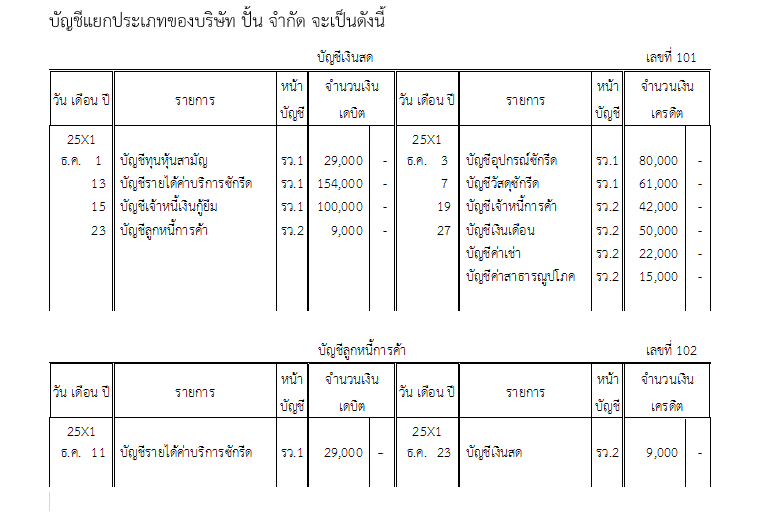 บัญชีแยกประเภทของบริษัท ปั้น จำกัด จะเป็นดังนี้
บัญชีเงินสด เลขที่ 101
วัน เดือน ปี รายการ หน้าบัญชี จำนวนเงิน เดบิต วัน เดือน ปี รายการ หน้าบัญชี จำนวนเงิน เครดิต
25X1 25X1
ธ.ค. 1 บัญชีทุนหุ้นสามัญ รว.1 29,000 - ธ.ค. 3 บัญชีอุปกรณ์ซักรีด รว.1 80,000 -
13 บัญชีรายได้ค่าบริการซักรีด รว.1 154,000 - 7 บัญชีวัสดุซักรีด รว.1 61,000 -
15 บัญชีเจ้าหนี้เงินกู้ยืม รว.1 100,000 - 19 บัญชีเจ้าหนี้การค้า รว.2 42,000 -
23 บัญชีลูกหนี้การค้า รว.2 9,000 - 27 บัญชีเงินเดือน รว.2 50,000 -
บัญชีค่าเช่า รว.2 22,000 -
บัญชีค่าสาธารณูปโภค รว.2 15,000 -
บัญชีลูกหนี้การค้า เลขที่ 102
วัน เดือน ปี รายการ หน้าบัญชี จำนวนเงิน เดบิต วัน เดือน ปี รายการ หน้าบัญชี จำนวนเงิน เครดิต
25X1 25X1
ธ.ค. 11 บัญชีรายได้ค่าบริการซักรีด รว.1 29,000 - ธ.ค. 23 บัญชีเงินสด รว.2 9,000 -